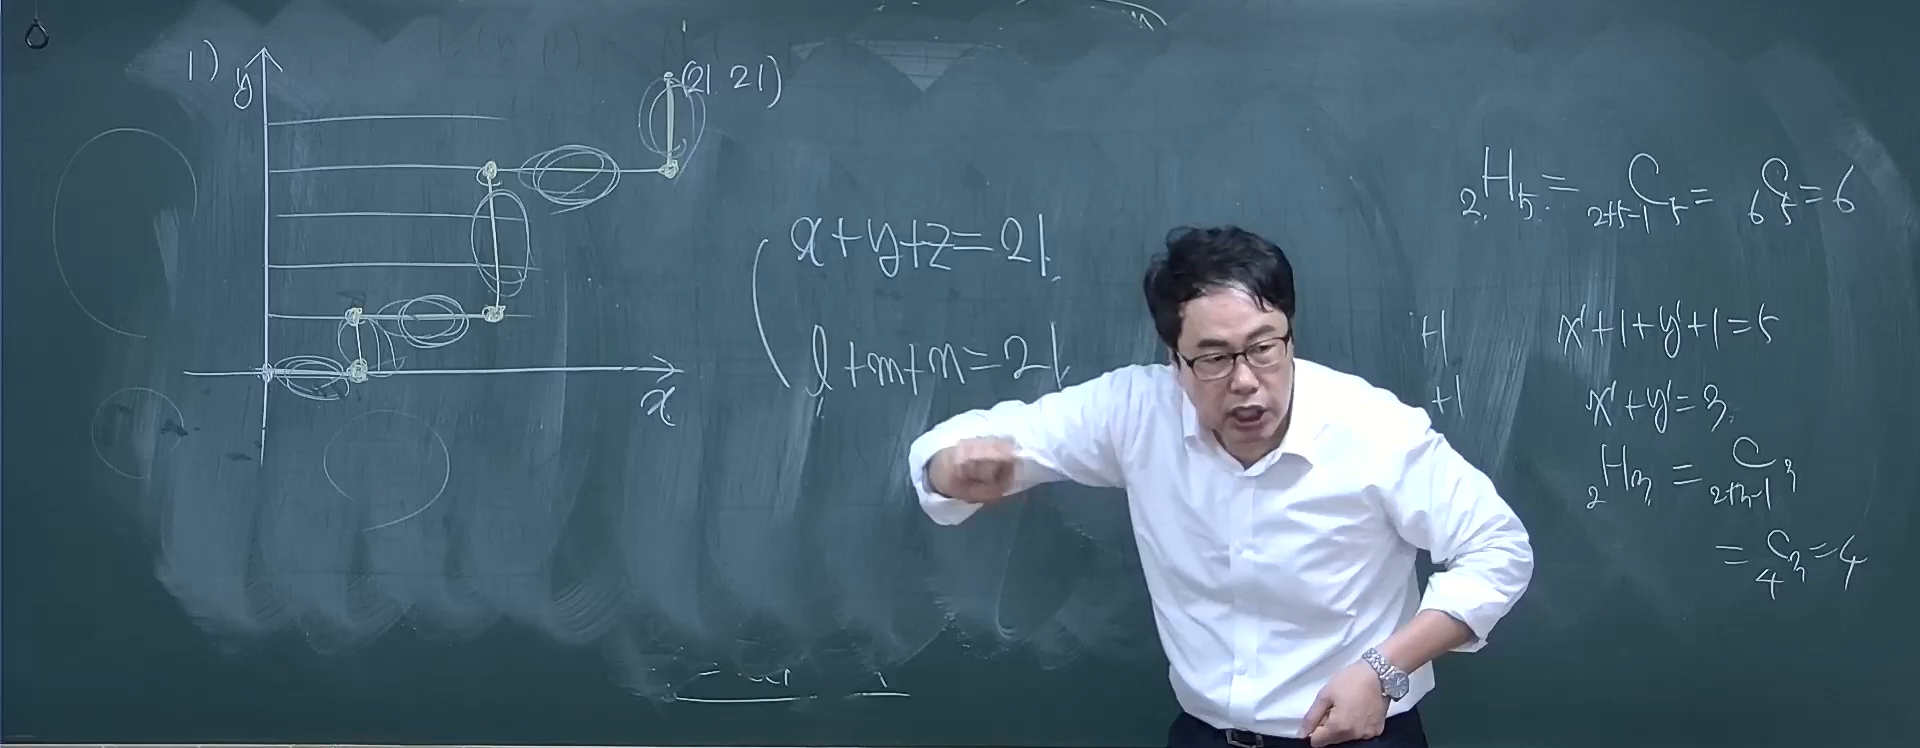 1)
y
(21. 21)
x
x+y+z=21.
l+m+n=21
₂H₅ = ₂₊₅₋₁C₅ = ₆C₅ = 6
+1
x'+1+y'+1=5
+1
x'+y'=3.
₂H₃ = ₂₊₃₋₁C₃
= ₄C₃ = 4